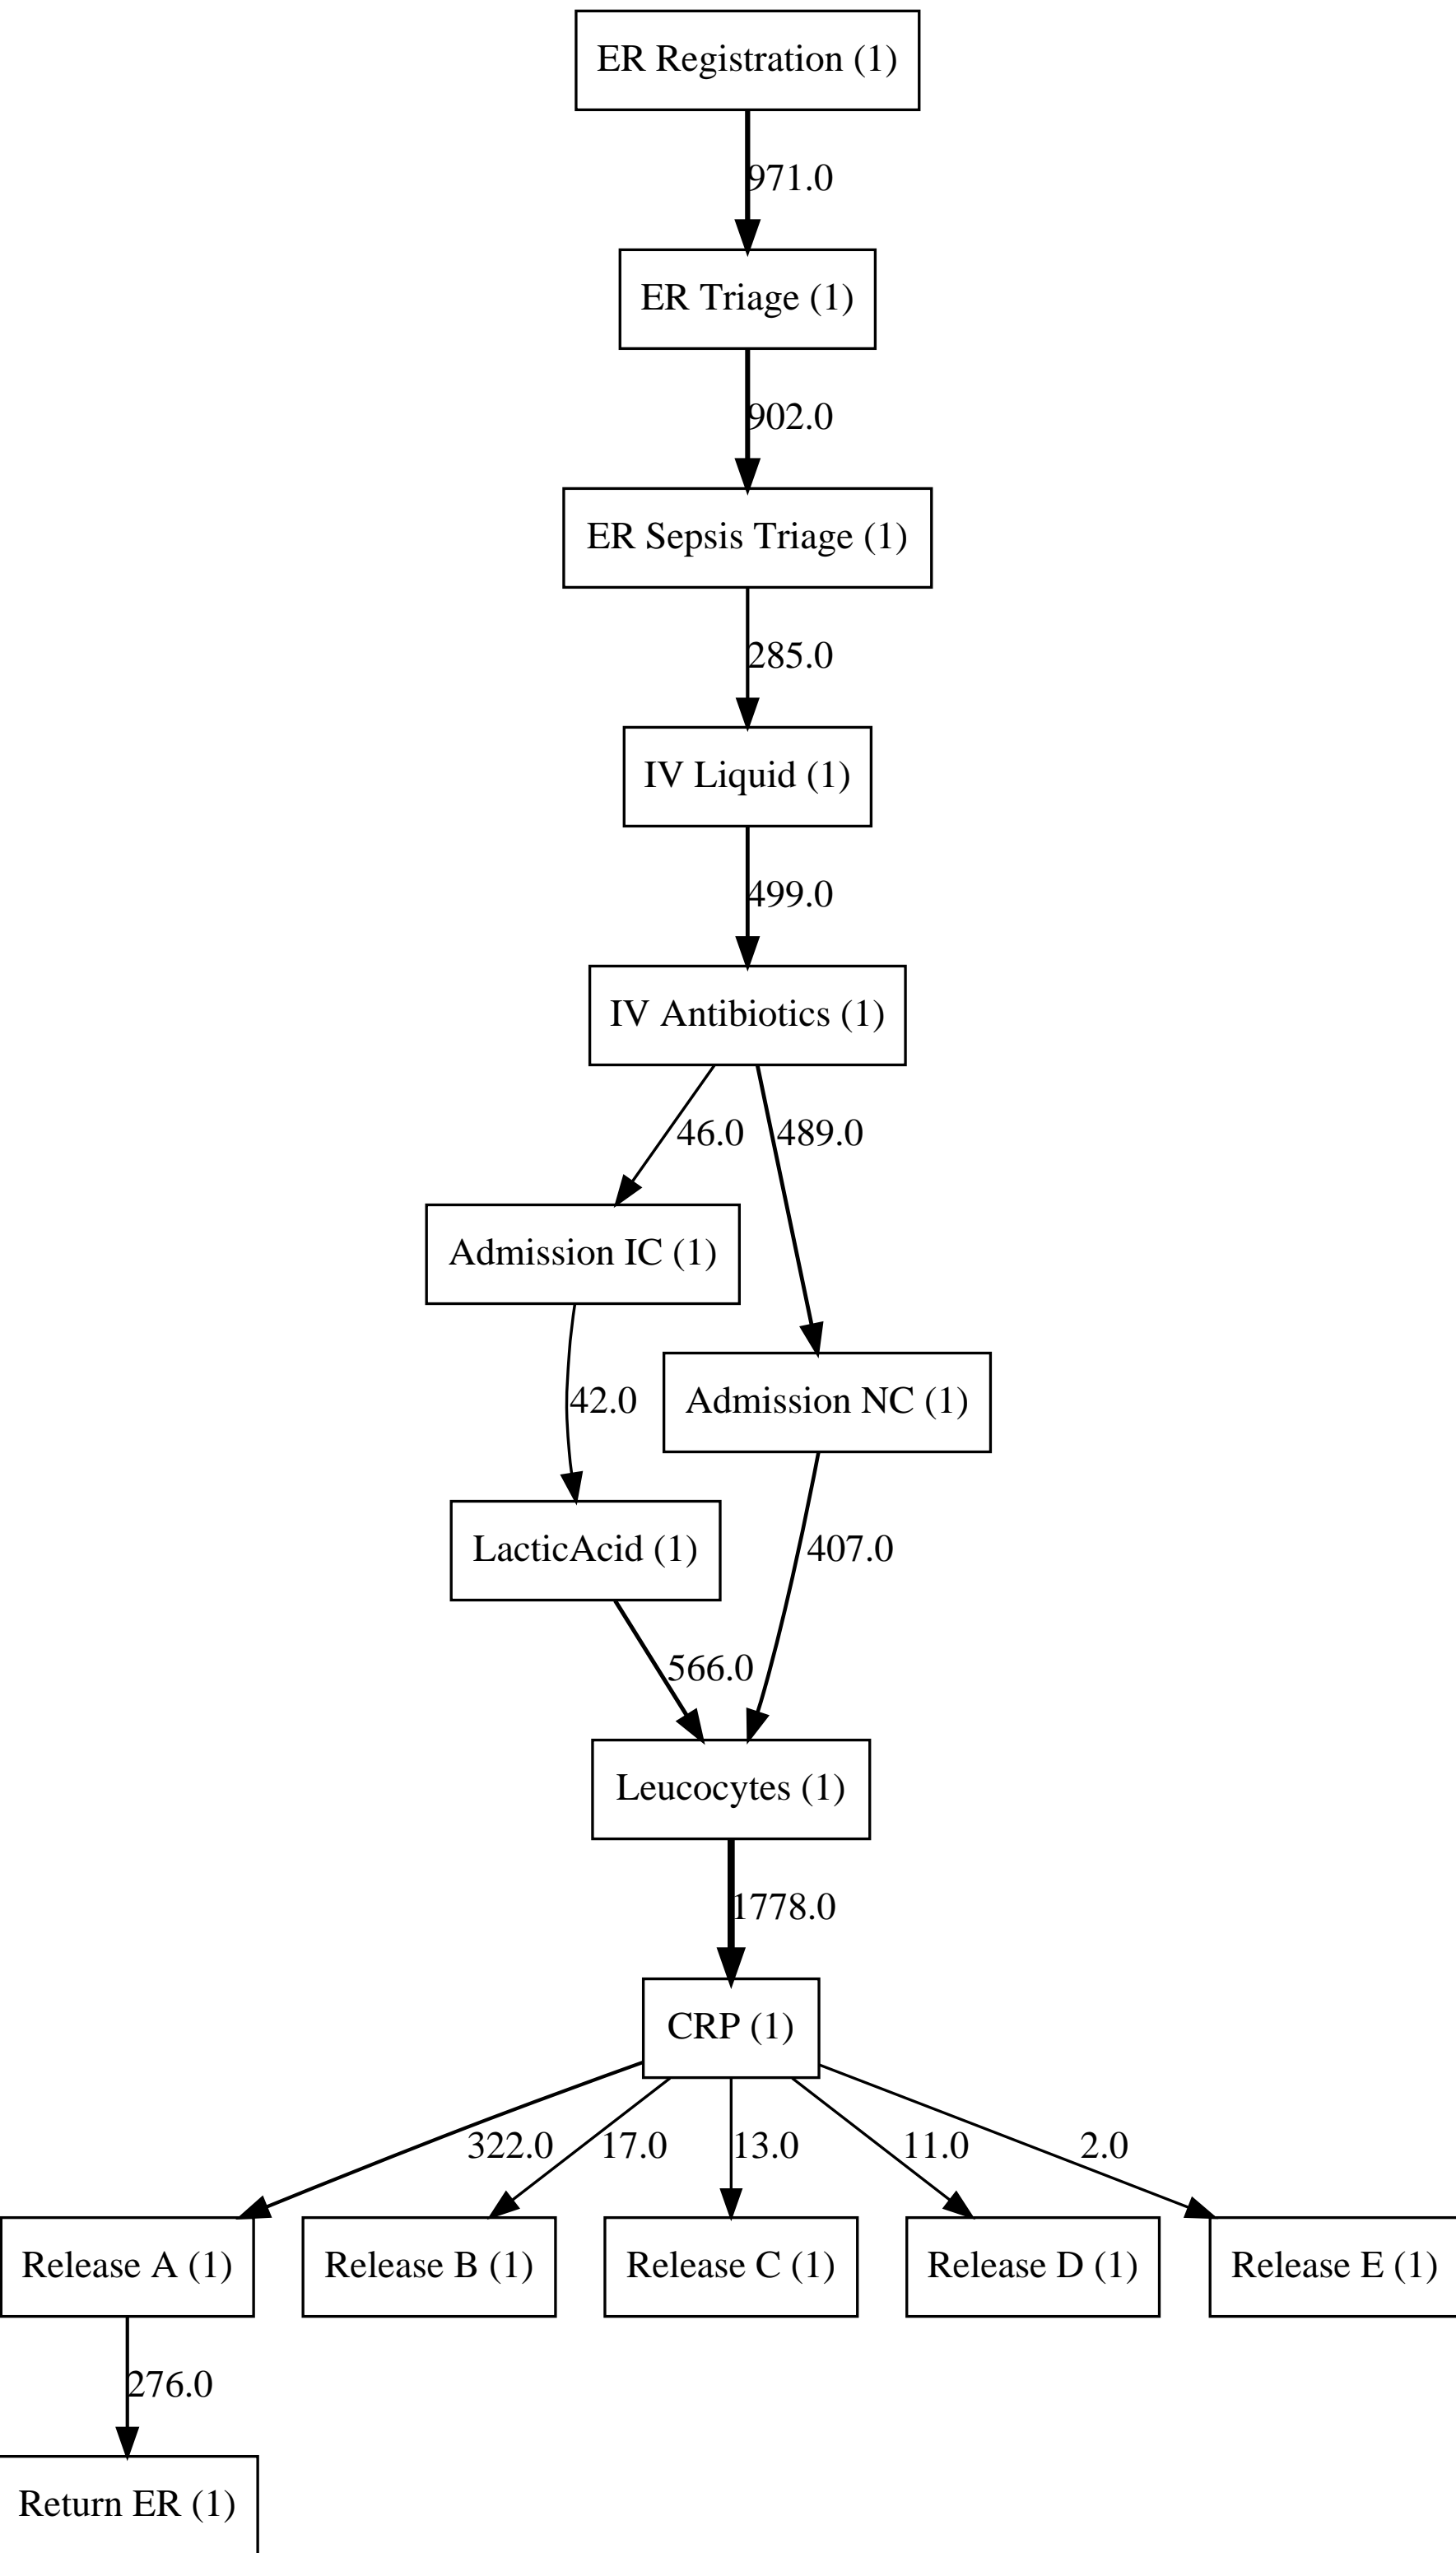 ER Registration (1)
971.0
ER Triage (1)
902.0
ER Sepsis Triage (1)
285.0
IV Liquid (1)
499.0
IV Antibiotics (1)
46.0
489.0
Admission IC (1)
42.0
Admission NC (1)
LacticAcid (1)
407.0
566.0
Leucocytes (1)
1778.0
CRP (1)
322.0
17.0
13.0
11.0
2.0
Release A (1)
Release B (1)
Release C (1)
Release D (1)
Release E (1)
276.0
Return ER (1)